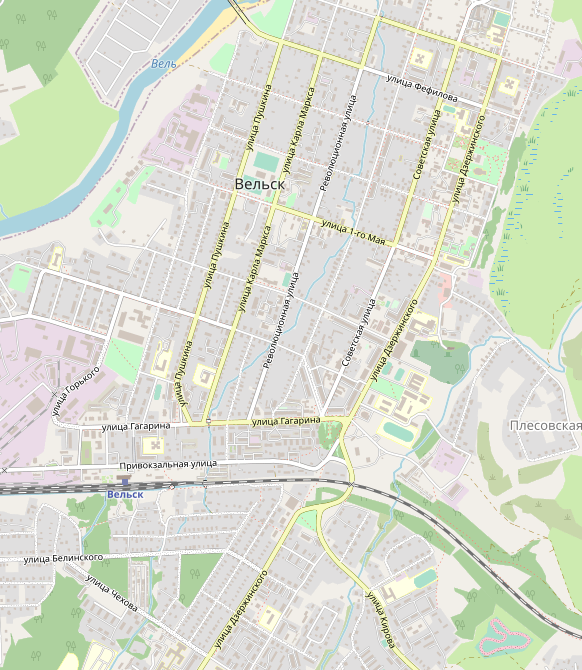 Вель
улица Фефилова
улица Пушкина
улица Карла Маркса
Революционная улица
Советская улица
улица Дзержинского
Вельск
улица 1-го Мая
улица Пушкина
улица Карла Маркса
Революционная улица
Советская улица
улица Дзержинского
улица Пушкина
улица Горького
улица Гагарина
улица Гагарина
Плесовская
Привокзальная улица
Вельск
улица Белинского
улица Чехова
улица Дзержинского
улица Кирова